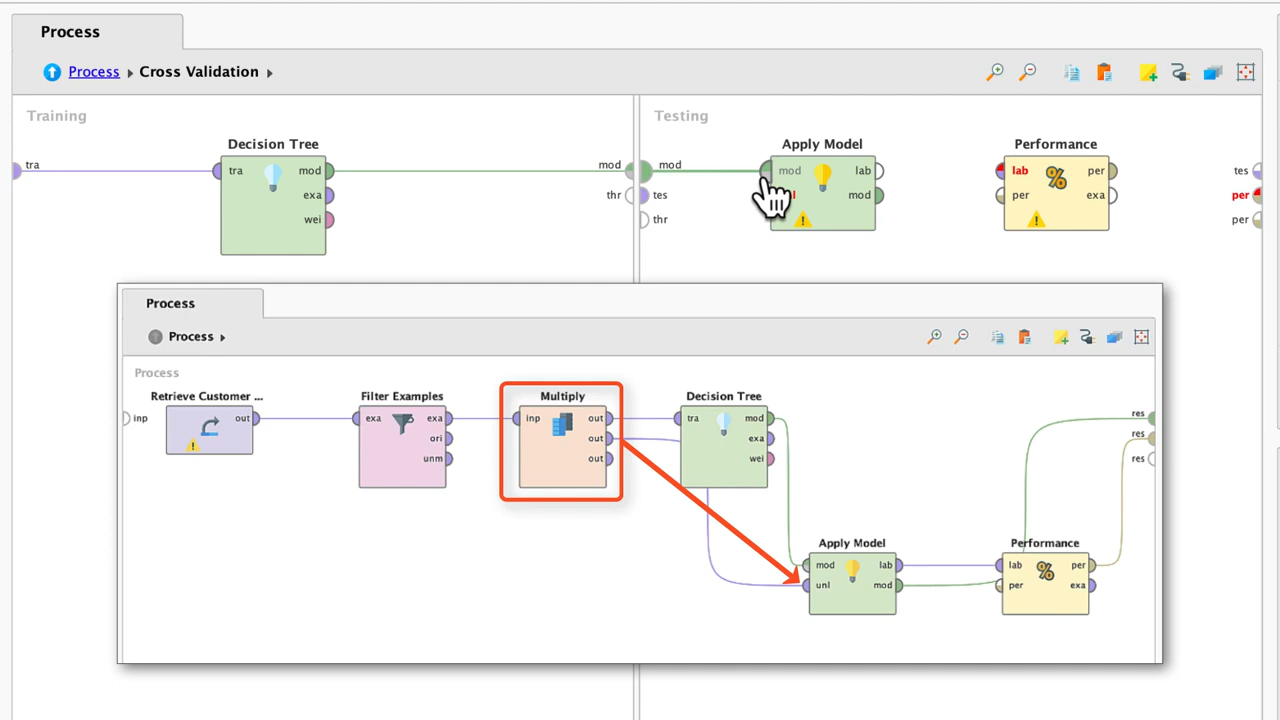 Process
Process Cross Validation
Training
Testing
Decision Tree
Apply Model
Performance
tra
tra
mod
mod
mod
mod
lab
lab
per
tes
exa
thr
tes
mod
per
exa
per
wei
thr
per
Process
Process
Process
Retrieve Customer ...
Filter Examples
Multiply
Decision Tree
inp
out
exa
exa
inp
out
tra
mod
res
ori
out
exa
res
unm
out
wei
res
Apply Model
Performance
mod
lab
lab
per
unl
mod
per
exa